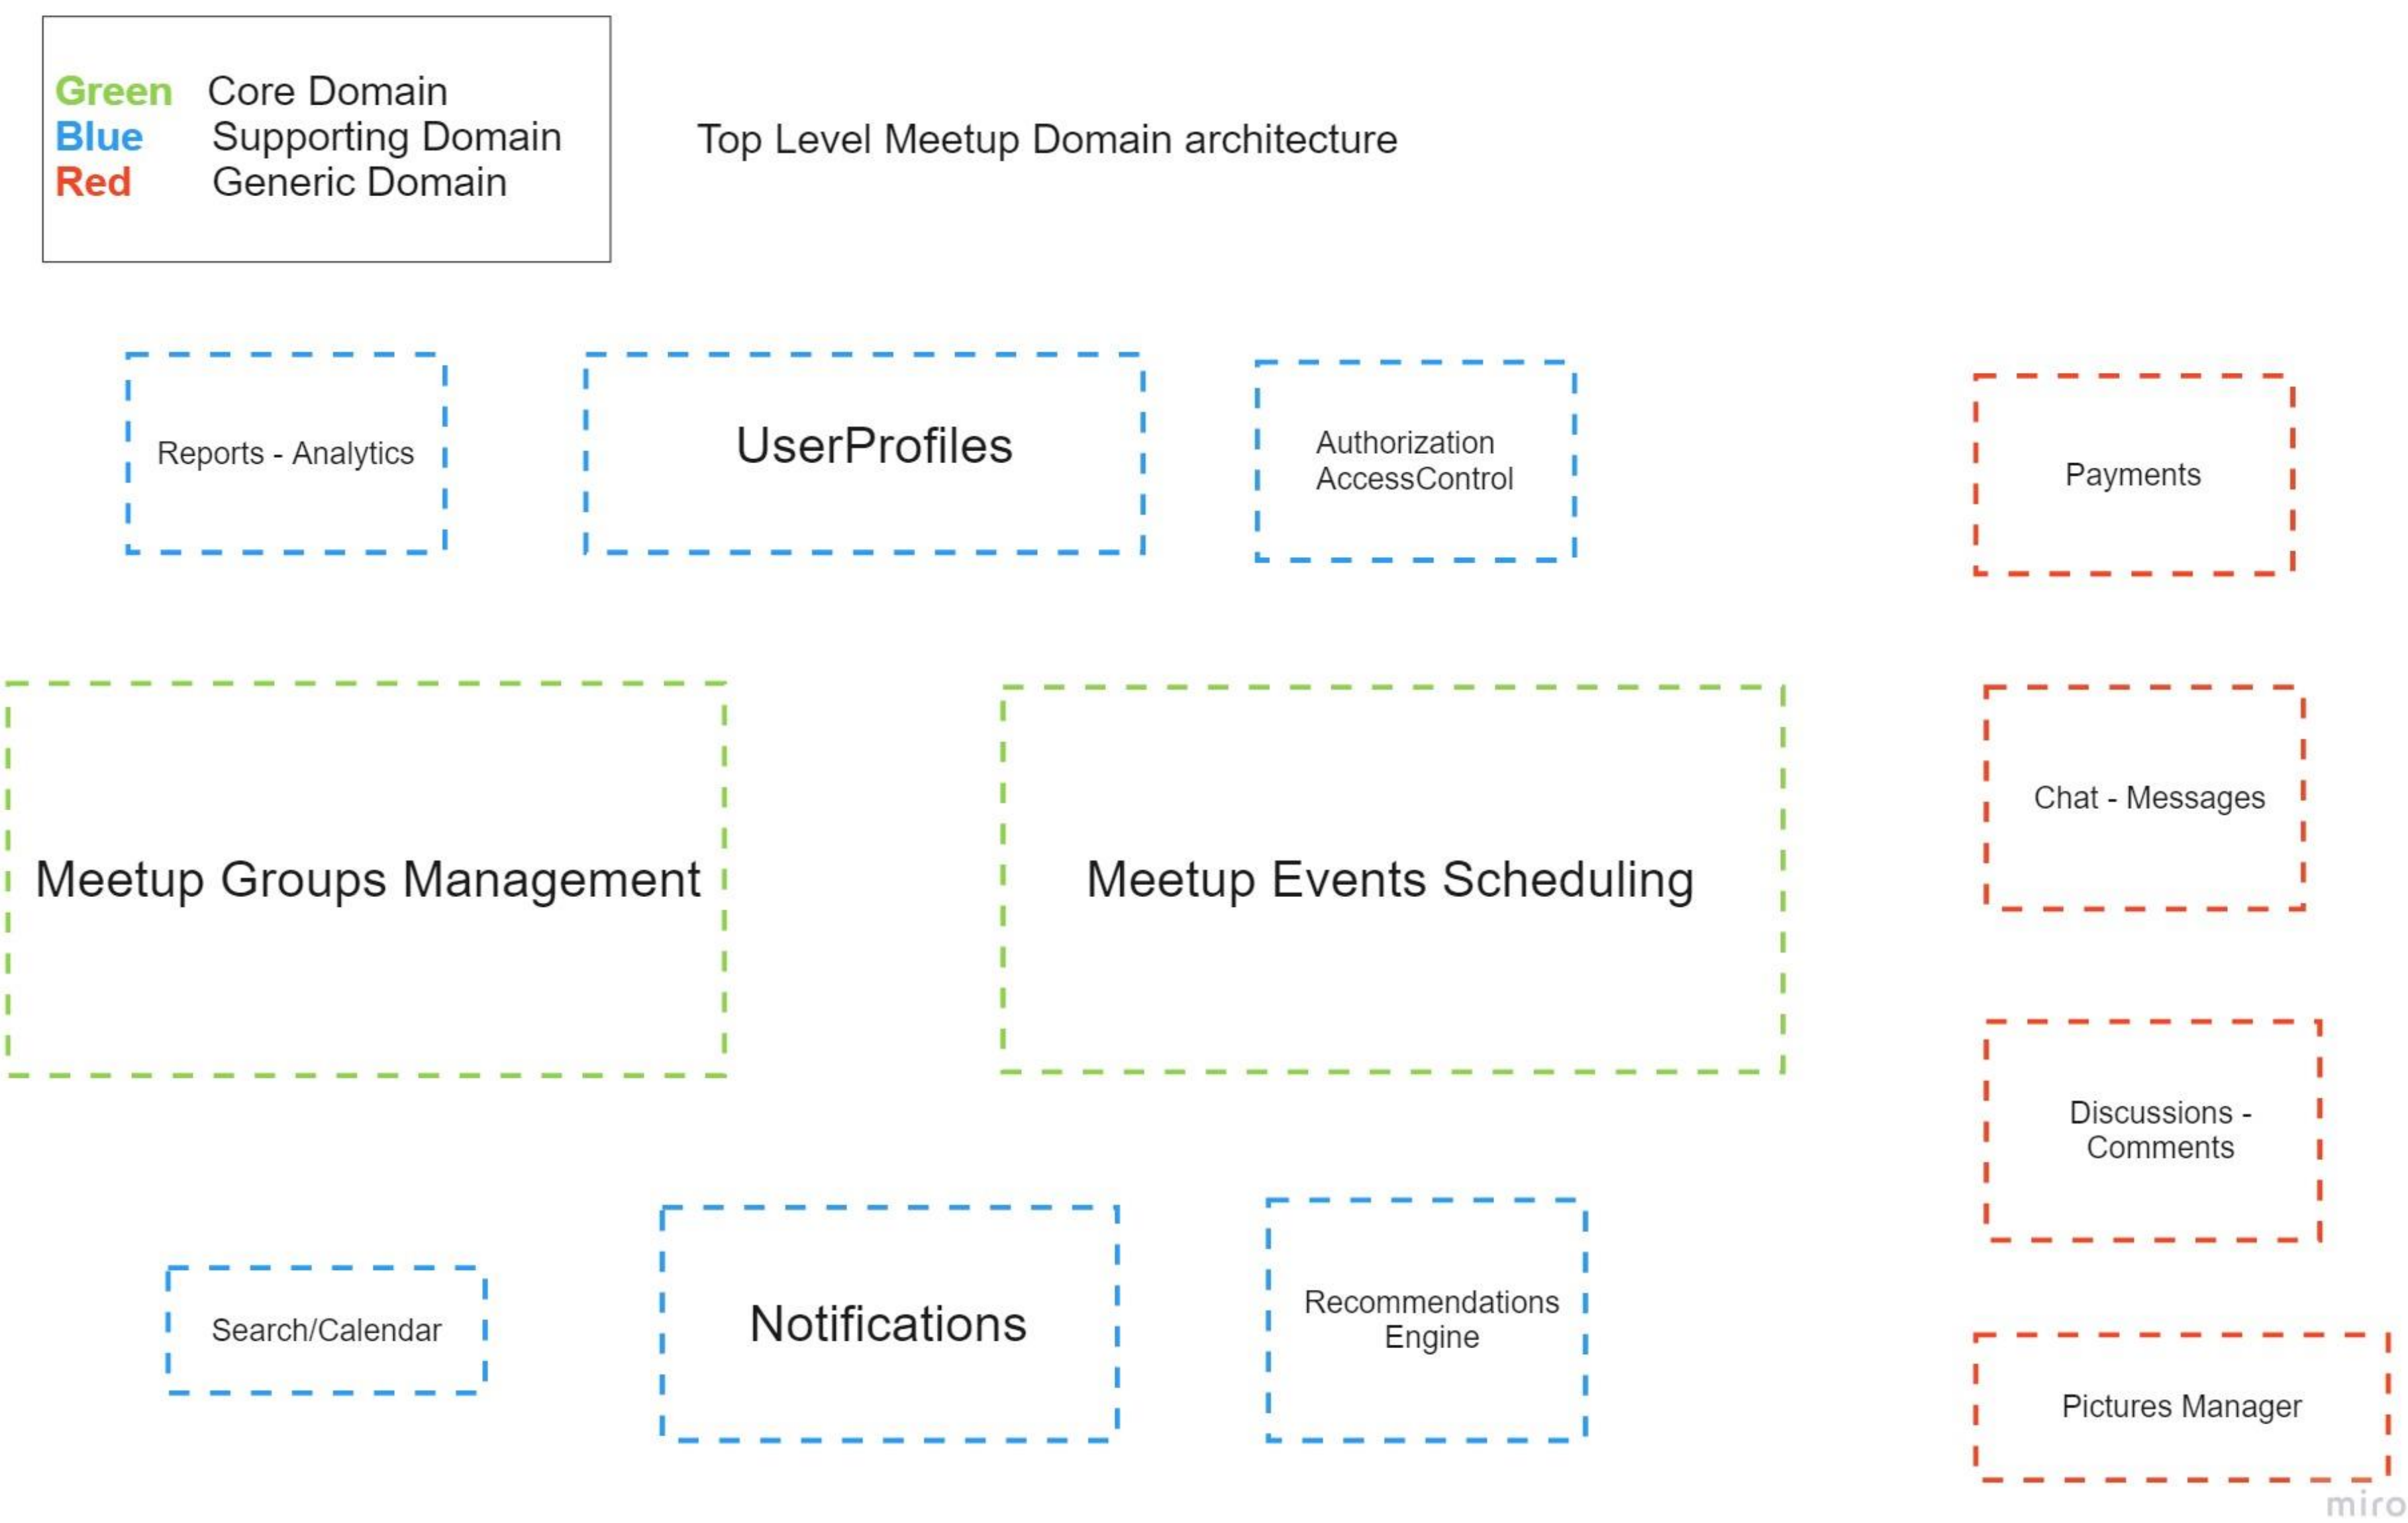 Green Core Domain
Blue Supporting Domain
Red Generic Domain
Top Level Meetup Domain architecture
Reports - Analytics
UserProfiles
Authorization
AccessControl
Payments
Meetup Groups Management
Meetup Events Scheduling
Chat - Messages
Discussions -
Comments
Search/Calendar
Notifications
Recommendations
Engine
Pictures Manager
miro